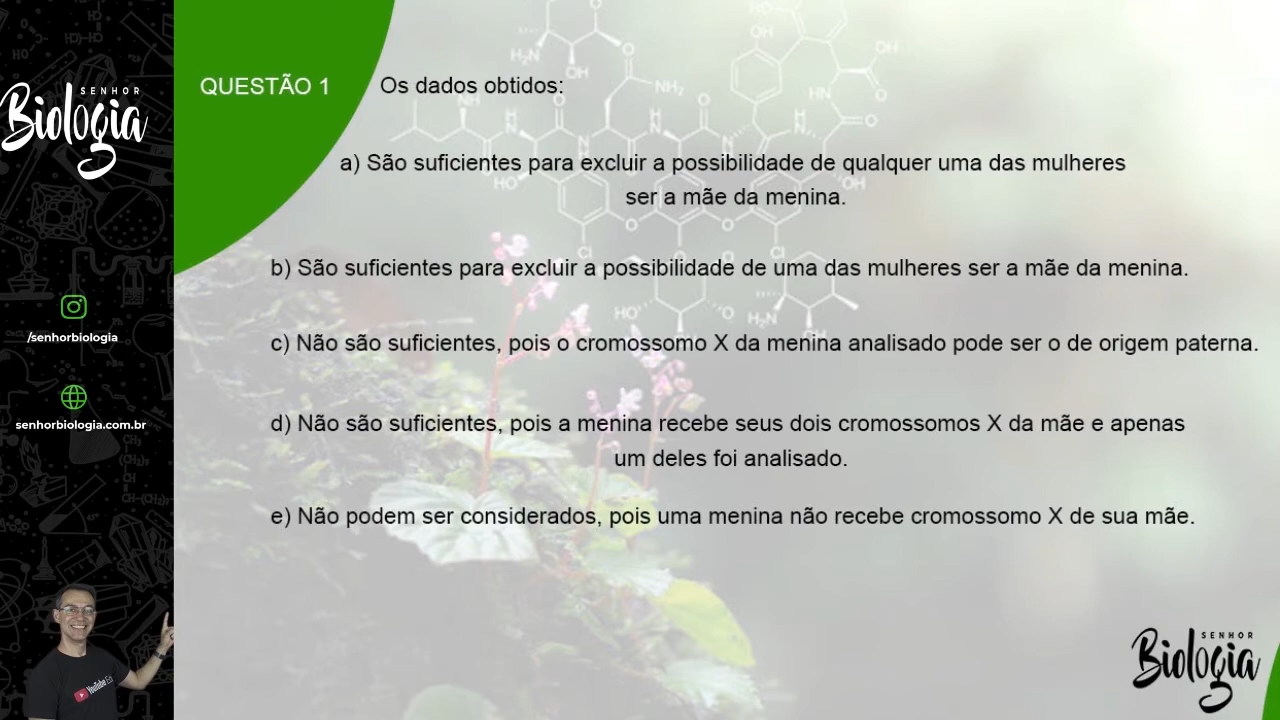 SENHOR
Biologia
/senhorbiologia
senhorbiologia.com.br
QUESTÃO 1
Os dados obtidos:
a) São suficientes para excluir a possibilidade de qualquer uma das mulheres
ser a mãe da menina.
b) São suficientes para excluir a possibilidade de uma das mulheres ser a mãe da menina.
c) Não são suficientes, pois o cromossomo X da menina analisado pode ser o de origem paterna.
d) Não são suficientes, pois a menina recebe seus dois cromossomos X da mãe e apenas
um deles foi analisado.
e) Não podem ser considerados, pois uma menina não recebe cromossomo X de sua mãe.
SENHOR
Biologia